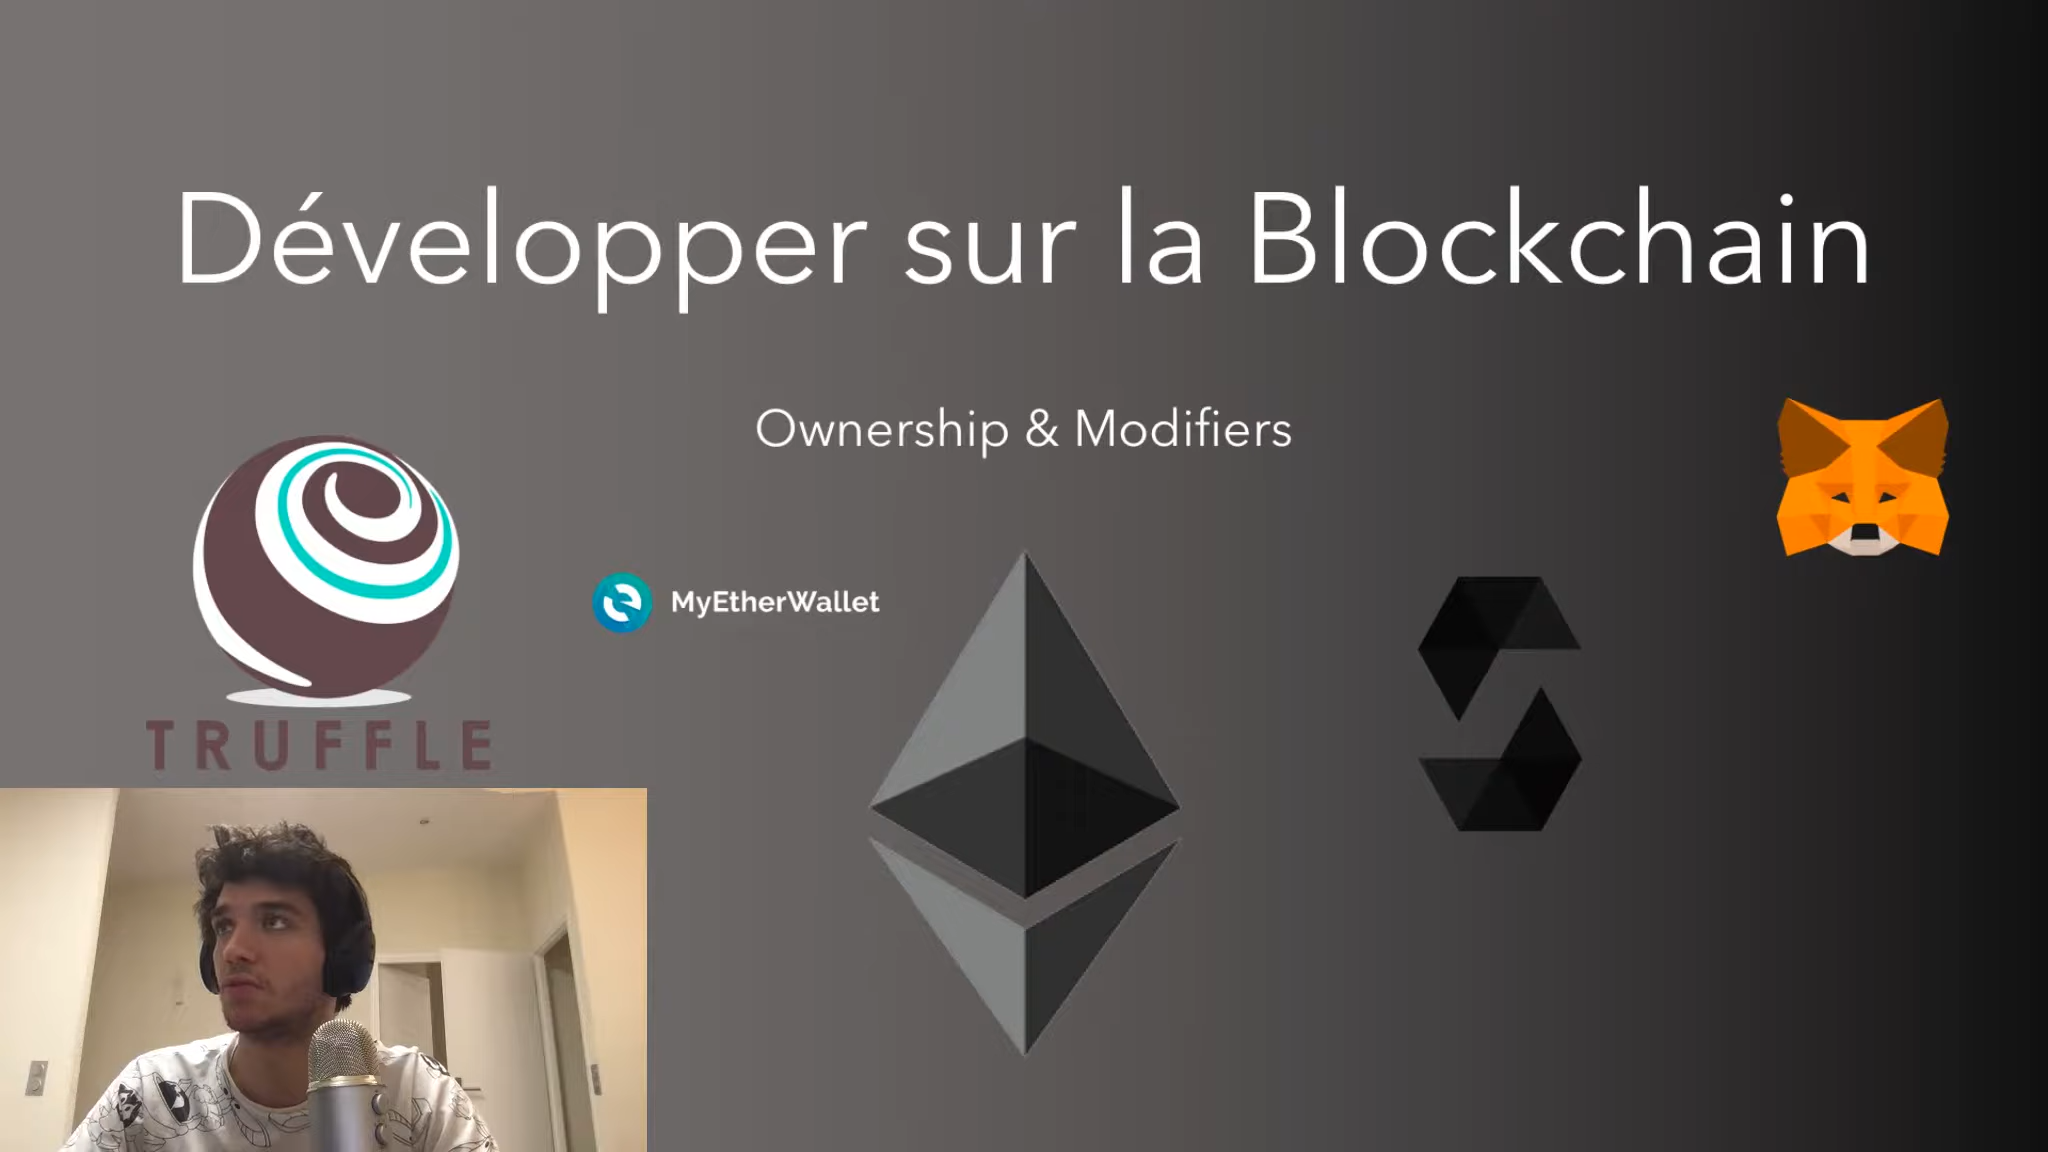 Développer sur la Blockchain
Ownership & Modifiers
MyEtherWallet
TRUFFLE